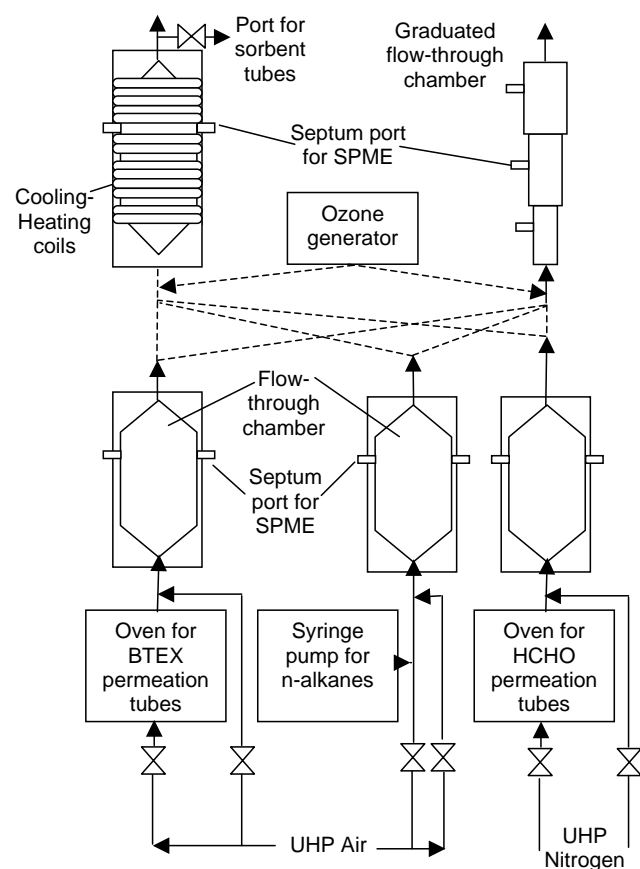 Port for
sorbent
tubes
Graduated
flow-through
chamber
Septum port
for SPME
Cooling-
Heating
coils
Ozone
generator
Flow-
through
chamber
Septum
port for
SPME
Oven for
BTEX
permeation
tubes
Syringe
pump for
n-alkanes
Oven for
HCHO
permeation
tubes
UHP Air
UHP
Nitrogen